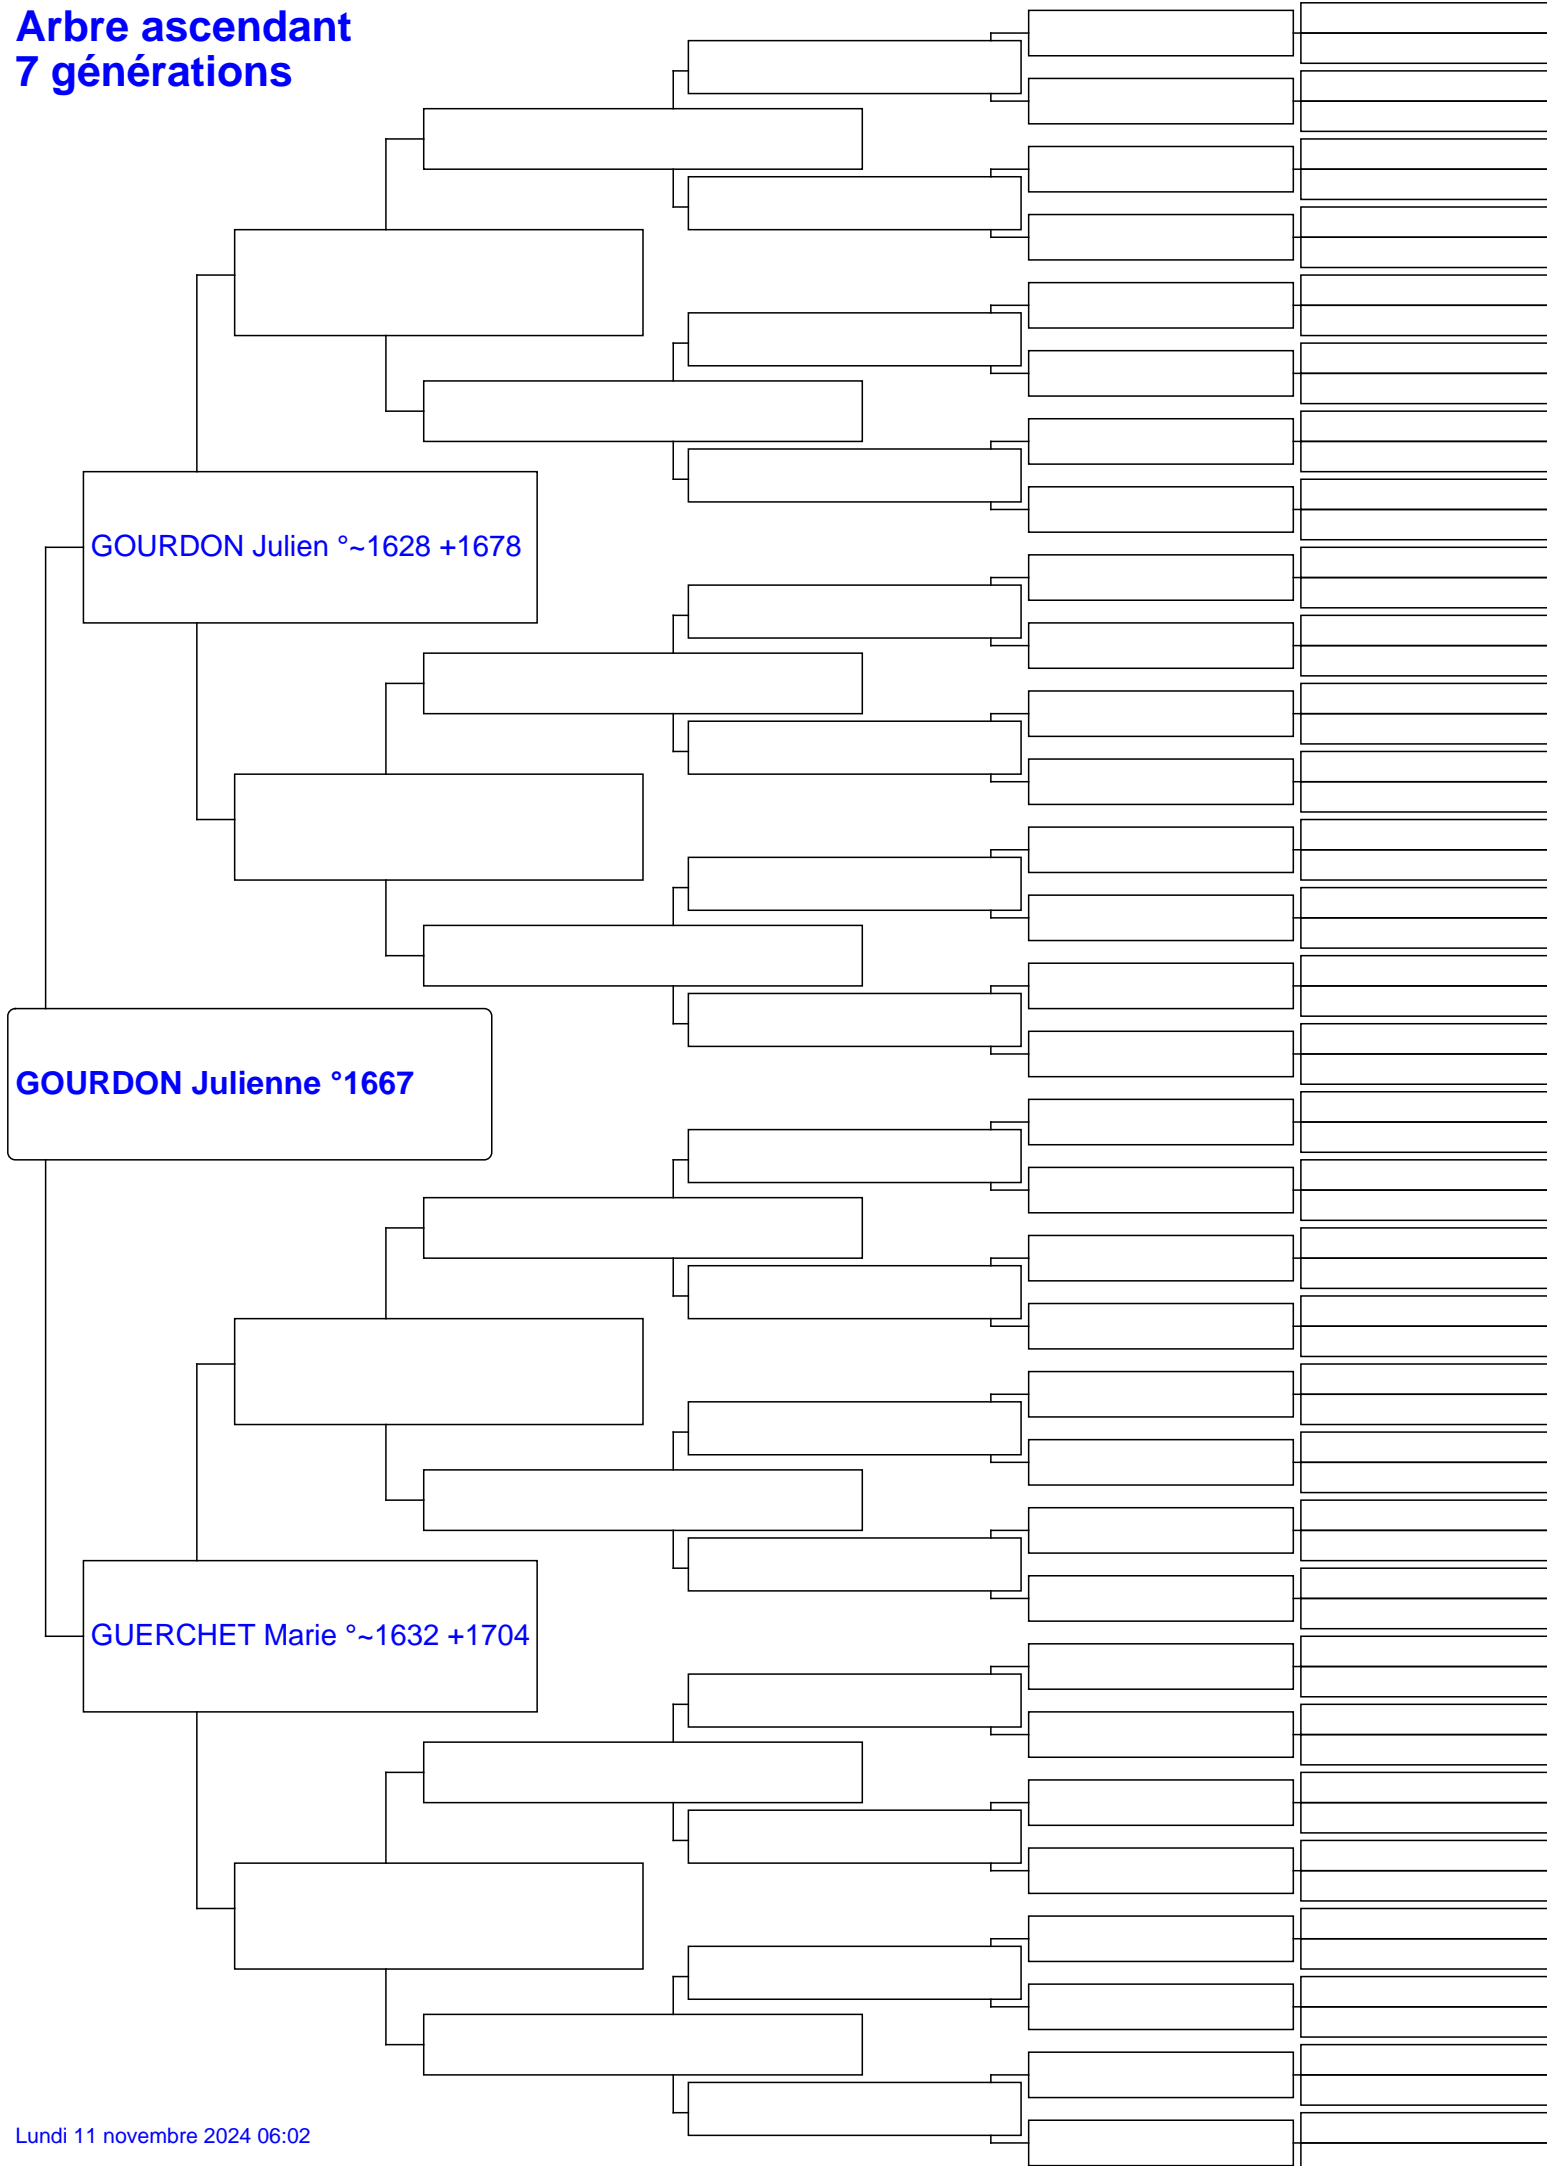 Arbre ascendant
7 générations
GOURDON Julien °~1628 +1678
GOURDON Julienne °1667
GUERCHET Marie °~1632 +1704
Lundi 11 novembre 2024 06:02